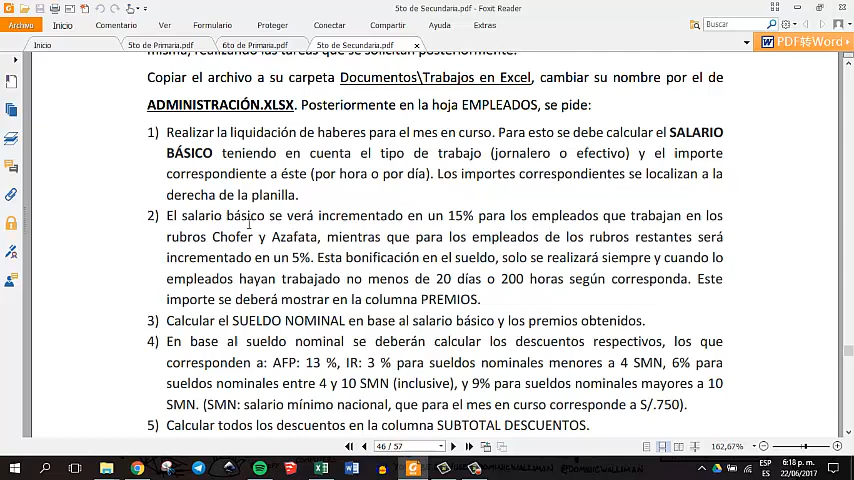 5to de Secundaria.pdf - Foxit Reader
Archivo Inicio Comentario Ver Formulario Proteger Conectar Compartir Ayuda Extras Buscar
Inicio 5to de Primaria.pdf 6to de Primaria.pdf 5to de Secundaria.pdf PDF转Word
misma, realizando las tareas que se solicitan posteriormente.
Copiar el archivo a su carpeta Documentos\Trabajos en Excel, cambiar su nombre por el de
ADMINISTRACIÓN.XLSX. Posteriormente en la hoja EMPLEADOS, se pide:
1) Realizar la liquidación de haberes para el mes en curso. Para esto se debe calcular el SALARIO
BÁSICO teniendo en cuenta el tipo de trabajo (jornalero o efectivo) y el importe
correspondiente a éste (por hora o por día). Los importes correspondientes se localizan a la
derecha de la planilla.
2) El salario básico se verá incrementado en un 15% para los empleados que trabajan en los
rubros Chofer y Azafata, mientras que para los empleados de los rubros restantes será
incrementado en un 5%. Esta bonificación en el sueldo, solo se realizará siempre y cuando lo
empleados hayan trabajado no menos de 20 días o 200 horas según corresponda. Este
importe se deberá mostrar en la columna PREMIOS.
3) Calcular el SUELDO NOMINAL en base al salario básico y los premios obtenidos.
4) En base al sueldo nominal se deberán calcular los descuentos respectivos, los que
corresponden a: AFP: 13 %, IR: 3 % para sueldos nominales menores a 4 SMN, 6% para
sueldos nominales entre 4 y 10 SMN (inclusive), y 9% para sueldos nominales mayores a 10
SMN. (SMN: salario mínimo nacional, que para el mes en curso corresponde a S/.750).
5) Calcular todos los descuentos en la columna SUBTOTAL DESCUENTOS.
46 / 57 162,67%
ESP 6:18 p. m.
ES 22/06/2017